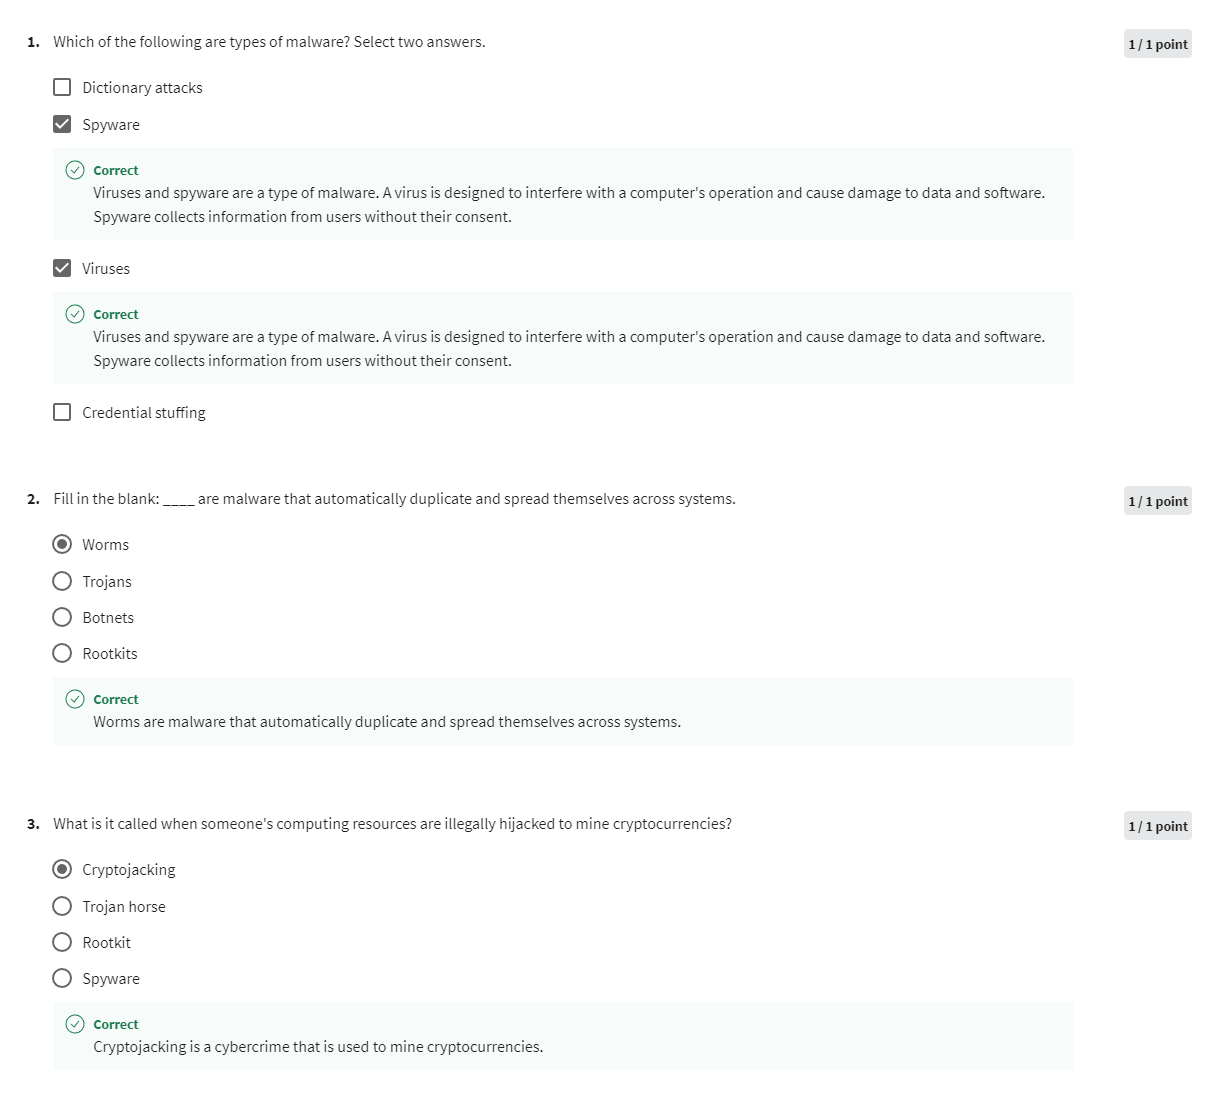 1. Which of the following are types of malware? Select two answers.
1 / 1 point
Dictionary attacks
Spyware
Correct
Viruses and spyware are a type of malware. A virus is designed to interfere with a computer's operation and cause damage to data and software.
Spyware collects information from users without their consent.
Viruses
Correct
Viruses and spyware are a type of malware. A virus is designed to interfere with a computer's operation and cause damage to data and software.
Spyware collects information from users without their consent.
Credential stuffing
2. Fill in the blank: ____ are malware that automatically duplicate and spread themselves across systems.
1 / 1 point
Worms
Trojans
Botnets
Rootkits
Correct
Worms are malware that automatically duplicate and spread themselves across systems.
3. What is it called when someone's computing resources are illegally hijacked to mine cryptocurrencies?
1 / 1 point
Cryptojacking
Trojan horse
Rootkit
Spyware
Correct
Cryptojacking is a cybercrime that is used to mine cryptocurrencies.